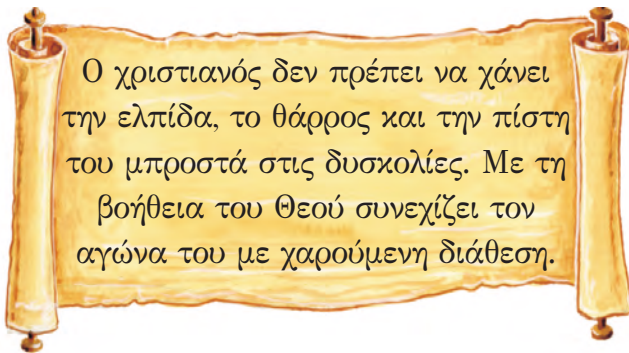 Ο χριστιανός δεν πρέπει να χάνει
την ελπίδα, το θάρρος και την πίστη
του μπροστά στις δυσκολίες. Με τη
βοήθεια του Θεού συνεχίζει τον
αγώνα του με χαρούμενη διάθεση.